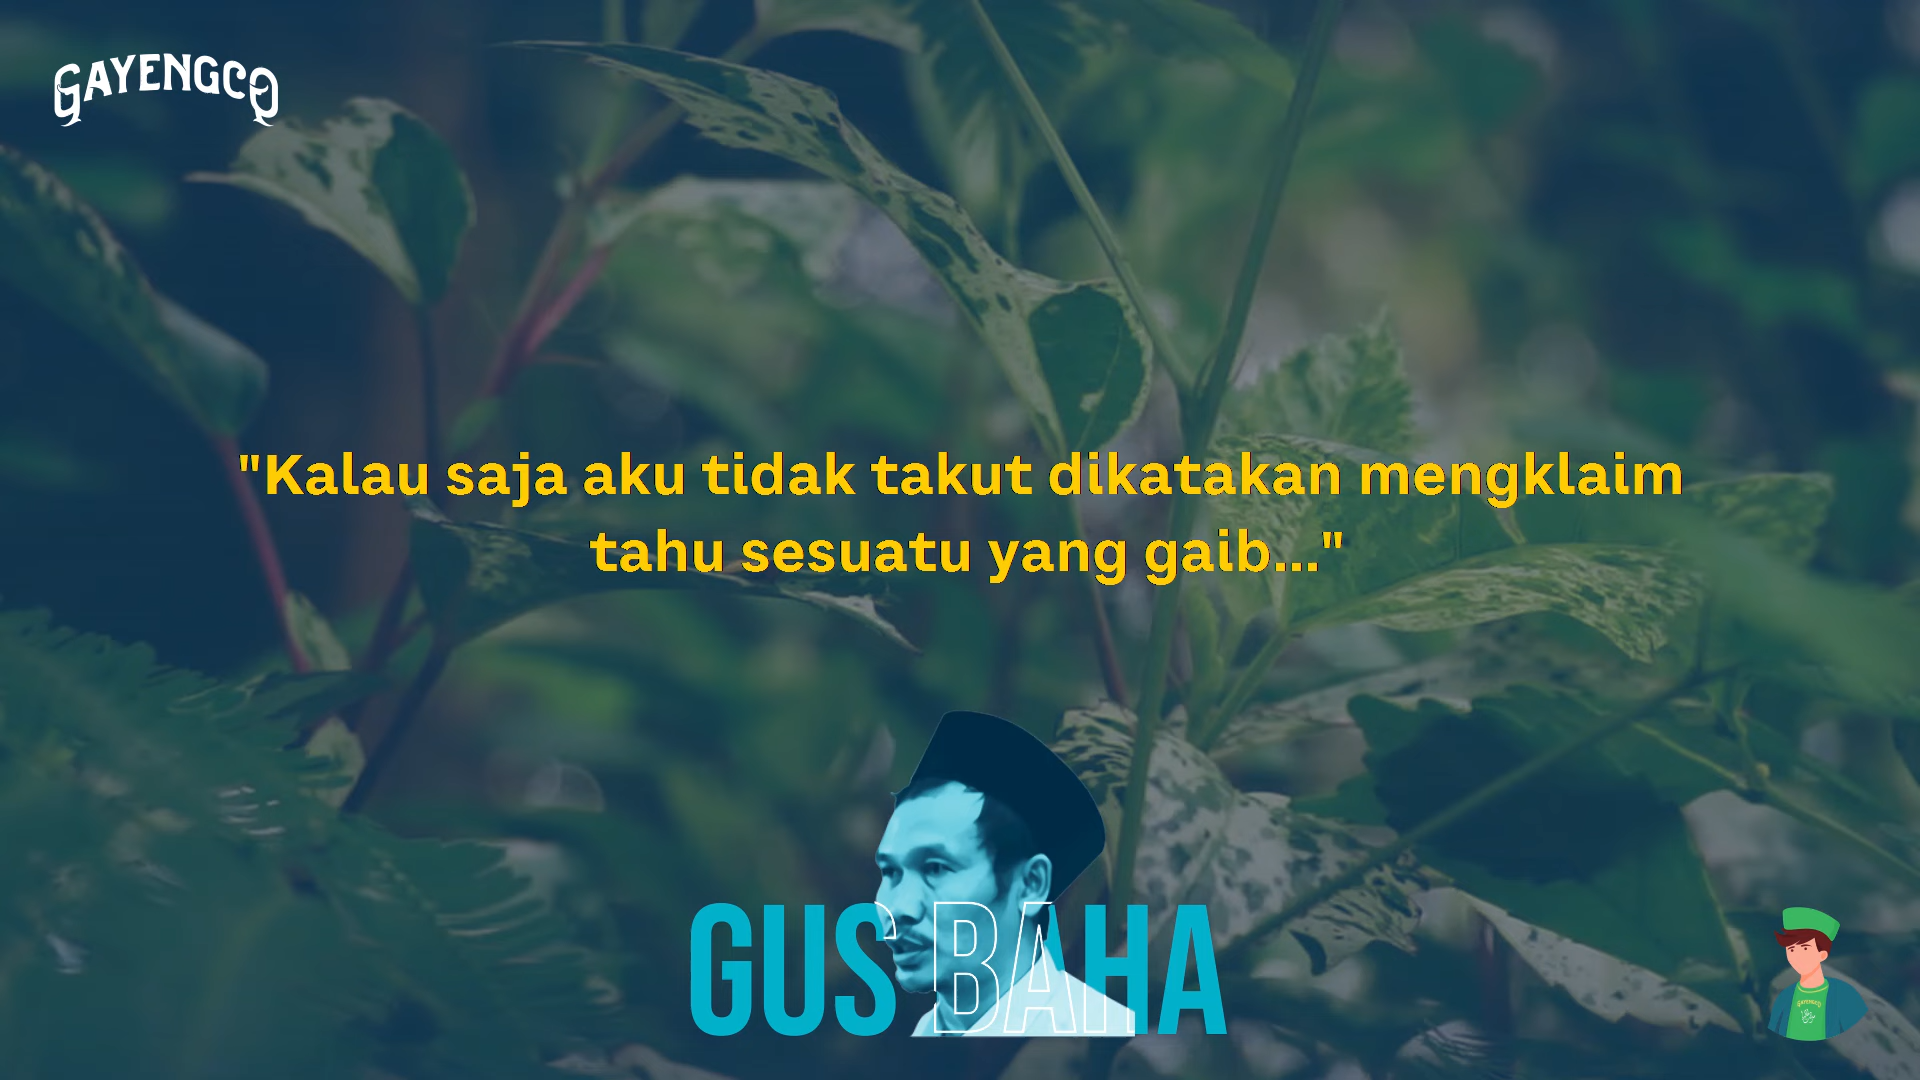 GAYENGCO
"Kalau saja aku tidak takut dikatakan mengklaim
tahu sesuatu yang gaib..."
GUS BAHA